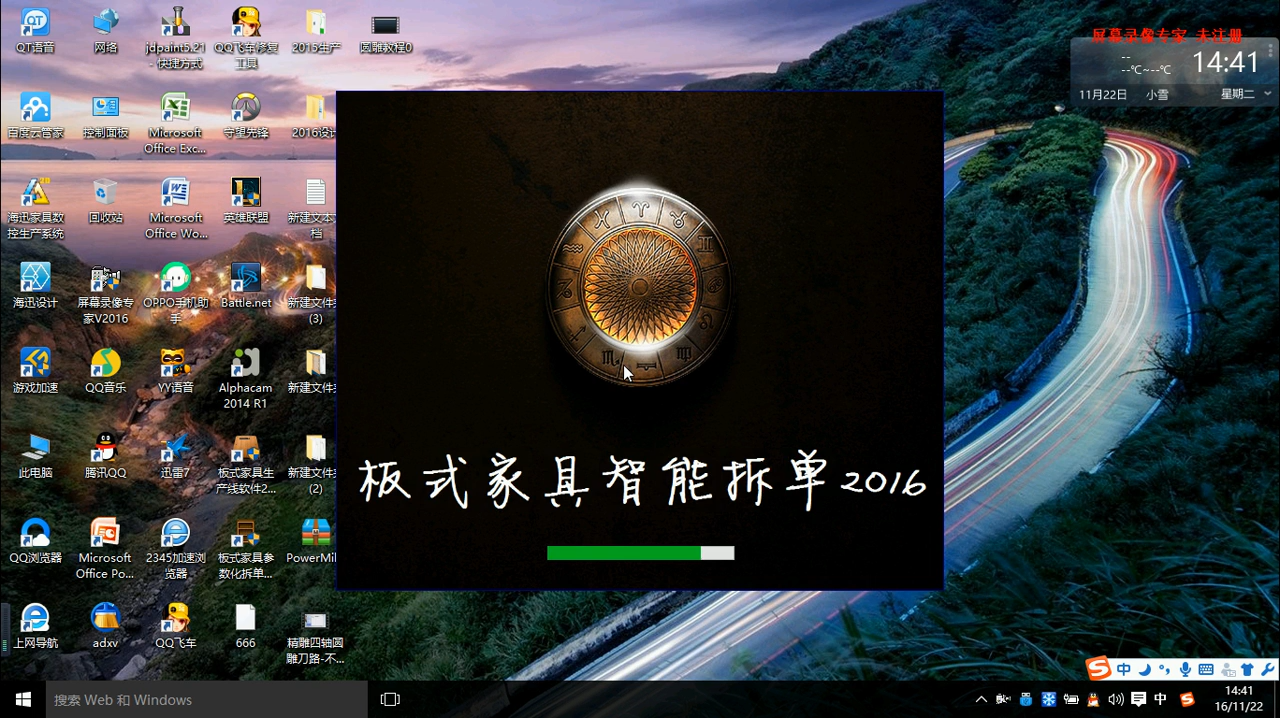 QT语音
网络
jdpaint5.21
- 快捷方式
QQ飞车修复
工具
2015生产
圆雕教程0
屏幕录像专家 未注册
--
--℃~--℃
14:41
11月22日
小雪
星期二
百度云管家
控制面板
Microsoft
Office Exc...
守望先锋
2016设计
海迅家具数
控生产系统
回收站
Microsoft
Office Wo...
英雄联盟
新建文本
档
海迅设计
屏幕录像专
家V2016
OPPO手机助
手
Battle.net
新建文件
(3)
游戏加速
QQ音乐
YY语音
Alphacam
2014 R1
新建文件
此电脑
腾讯QQ
迅雷7
板式家具生
产线软件2...
新建文件
(2)
板式家具智能拆单2016
QQ浏览器
Microsoft
Office Po...
2345加速浏
览器
板式家具参
数化拆单...
PowerMil
上网导航
adxv
QQ飞车
666
精雕四轴圆
雕刀路-不...
中
搜索 Web 和 Windows
中
14:41
16/11/22